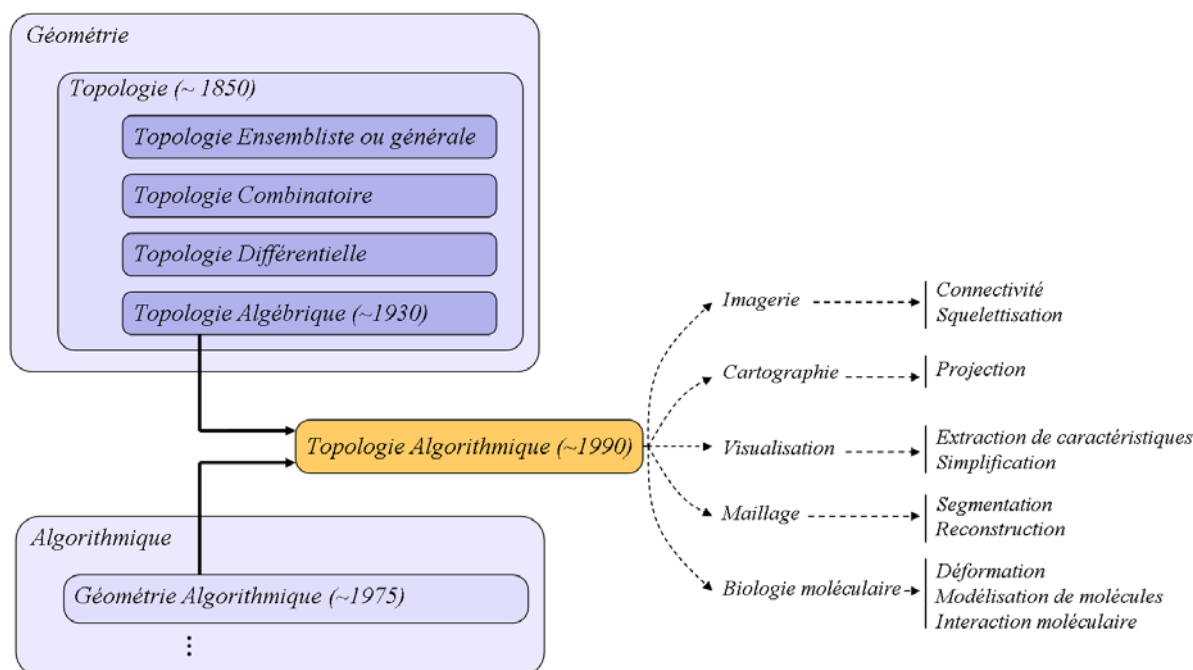 Géométrie
Topologie (~ 1850)
Topologie Ensembliste ou générale
Topologie Combinatoire
Topologie Différentielle
Topologie Algébrique (~1930)
Topologie Algorithmique (~1990)
Algorithmique
Géométrie Algorithmique (~1975)
⋮
Imagerie
Connectivité
Squelettisation
Cartographie
Projection
Visualisation
Extraction de caractéristiques
Simplification
Maillage
Segmentation
Reconstruction
Biologie moléculaire
Déformation
Modélisation de molécules
Interaction moléculaire